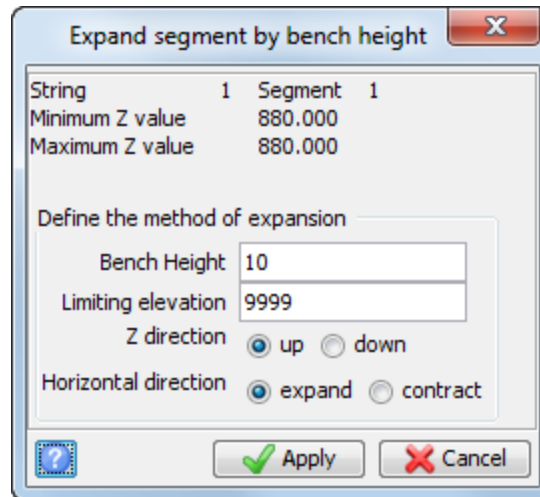 Expand segment by bench height
String 1 Segment 1
Minimum Z value 880.000
Maximum Z value 880.000
Define the method of expansion
Bench Height 10
Limiting elevation 9999
Z direction up down
Horizontal direction expand contract
? Apply Cancel